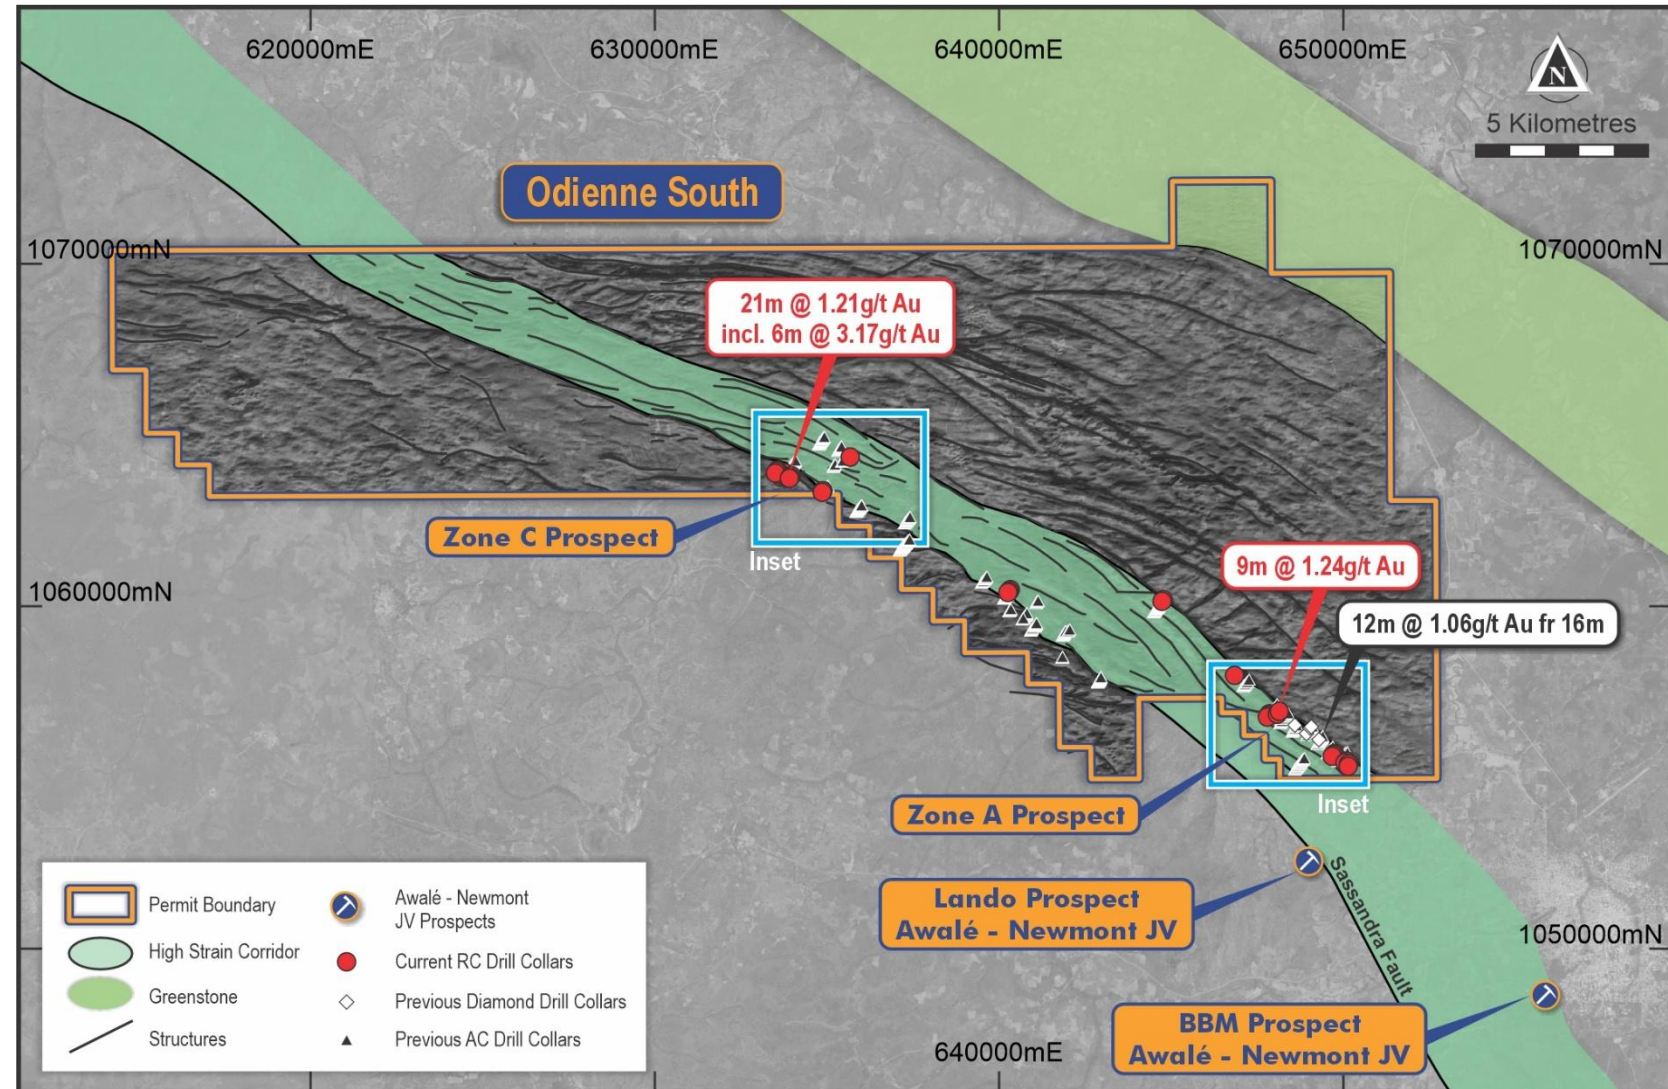 620000mE
630000mE
640000mE
650000mE
N
5 Kilometres
Odienne South
1070000mN
1070000mN
21m @ 1.21g/t Au
incl. 6m @ 3.17g/t Au
Zone C Prospect
Inset
9m @ 1.24g/t Au
1060000mN
12m @ 1.06g/t Au fr 16m
Zone A Prospect
Inset
Lando Prospect
Awalé - Newmont JV
Sassandra Fault
1050000mN
BBM Prospect
Awalé - Newmont JV
640000mE
Permit Boundary
High Strain Corridor
Greenstone
Structures
Awalé - Newmont
JV Prospects
Current RC Drill Collars
Previous Diamond Drill Collars
Previous AC Drill Collars